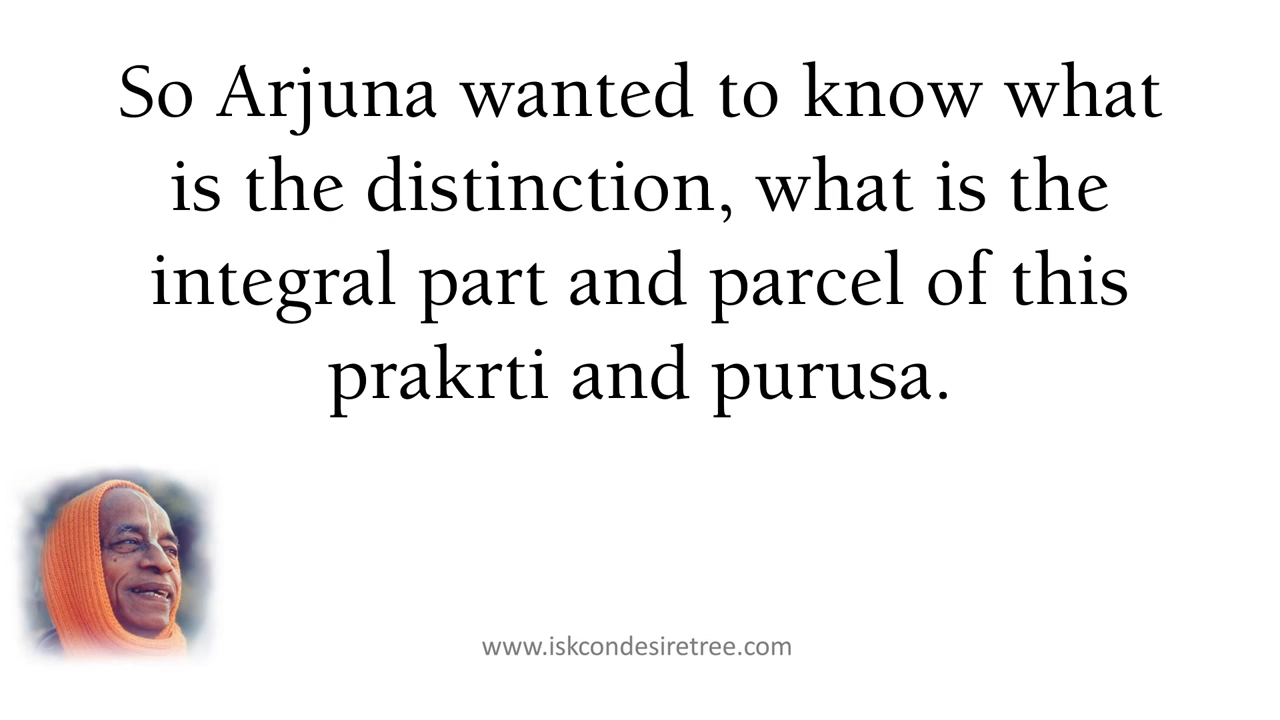 So Arjuna wanted to know what
is the distinction, what is the
integral part and parcel of this
prakrti and purusa.
www.iskcondesiretree.com